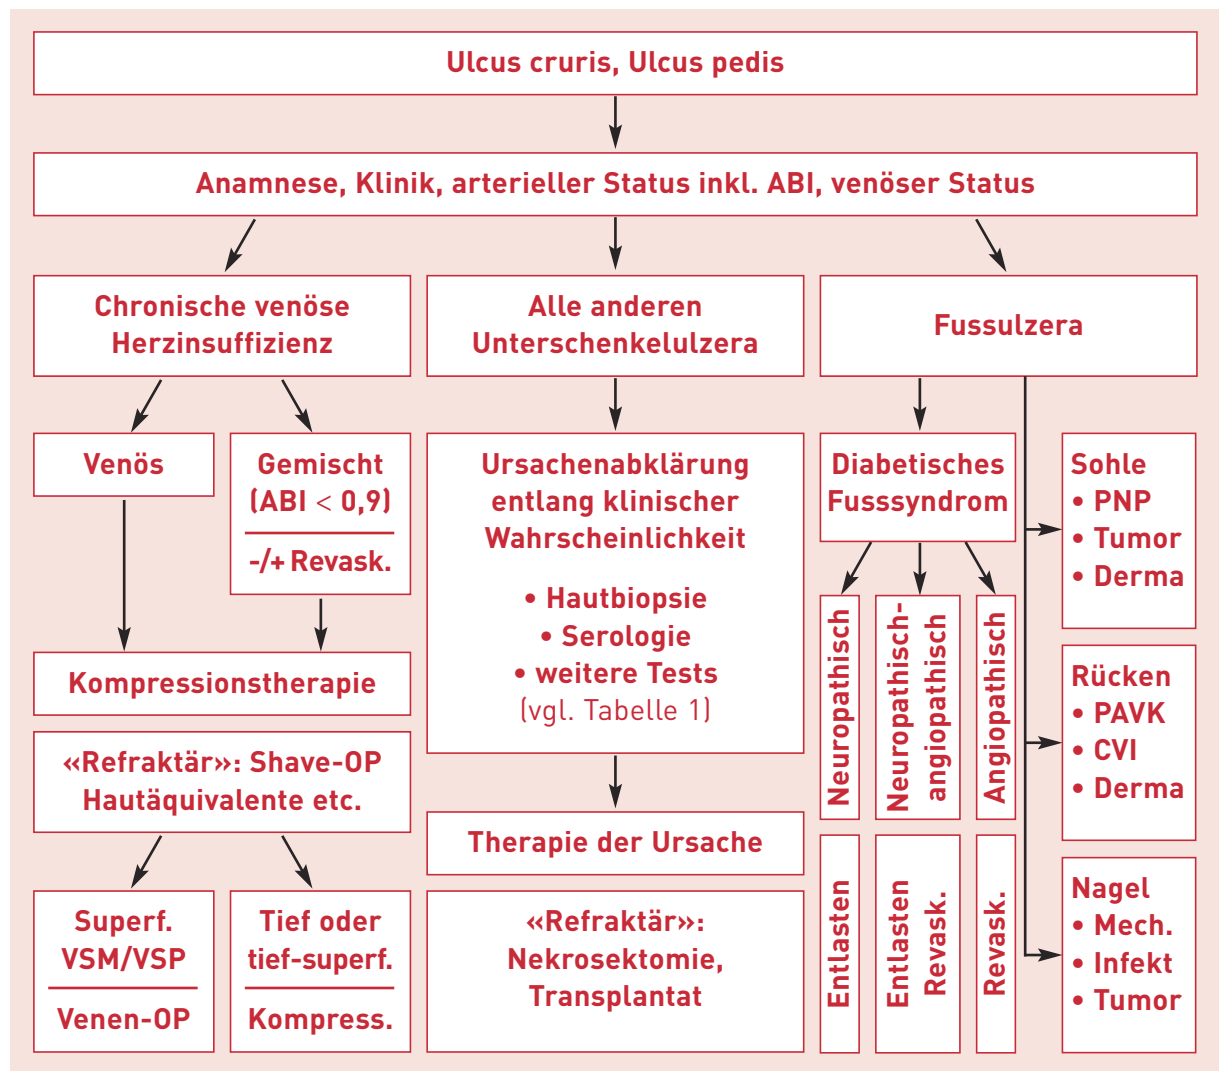 Ulcus cruris, Ulcus pedis
Anamnese, Klinik, arterieller Status inkl. ABI, venöser Status
Chronische venöse
Herzinsuffizienz
Venös
Gemischt
(ABI < 0,9)
-/+ Revask.
Kompressionstherapie
«Refraktär»: Shave-OP
Hautäquivalente etc.
Superf.
VSM/VSP
Venen-OP
Tief oder
tief-superf.
Kompress.
Alle anderen
Unterschenkelulzera
Ursachenabklärung
entlang klinischer
Wahrscheinlichkeit
• Hautbiopsie
• Serologie
• weitere Tests
(vgl. Tabelle 1)
Therapie der Ursache
«Refraktär»:
Nekrosektomie,
Transplantat
Fussulzera
Diabetisches
Fusssyndrom
Neuropathisch
Neuropathisch-
angiopathisch
Angiopathisch
Entlasten
Entlasten
Revask.
Revask.
Sohle
• PNP
• Tumor
• Derma
Rücken
• PAVK
• CVI
• Derma
Nagel
• Mech.
• Infekt
• Tumor